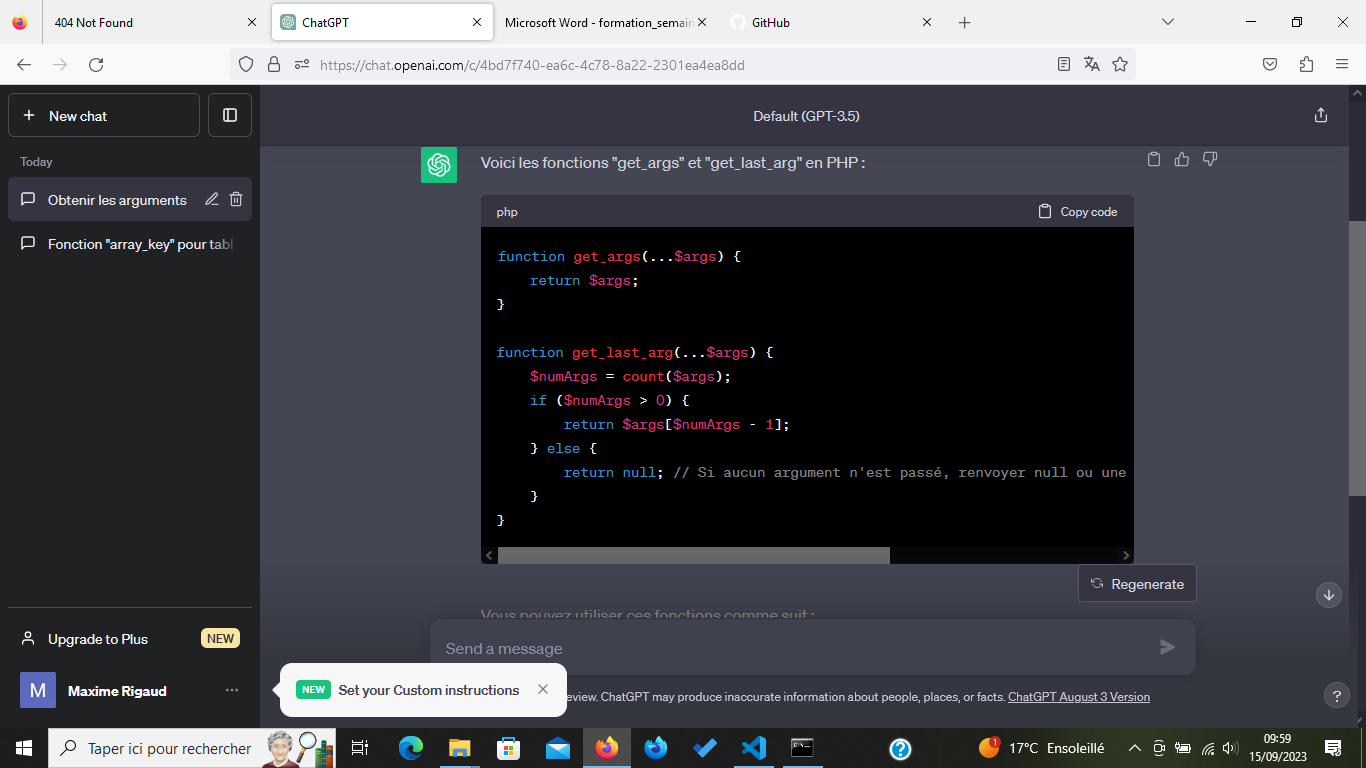 404 Not Found
ChatGPT
Microsoft Word - formation_semain
GitHub
https://chat.openai.com/c/4bd7f740-ea6c-4c78-8a22-2301ea4ea8dd
New chat
Today
Obtenir les arguments
Fonction "array_key" pour tabl
Upgrade to Plus
NEW
M
Maxime Rigaud
Default (GPT-3.5)
Voici les fonctions "get_args" et "get_last_arg" en PHP :
php
Copy code
function get_args(...$args) {
    return $args;
}
function get_last_arg(...$args) {
    $numArgs = count($args);
    if ($numArgs > 0) {
        return $args[$numArgs - 1];
    } else {
        return null; // Si aucun argument n'est passé, renvoyer null ou une
    }
}
Regenerate
Vous pouvez utiliser ces fonctions comme suit :
Send a message
NEW
Set your Custom instructions
eview. ChatGPT may produce inaccurate information about people, places, or facts. ChatGPT August 3 Version
?
Taper ici pour rechercher
?
1
17°C Ensoleillé
09:59
15/09/2023